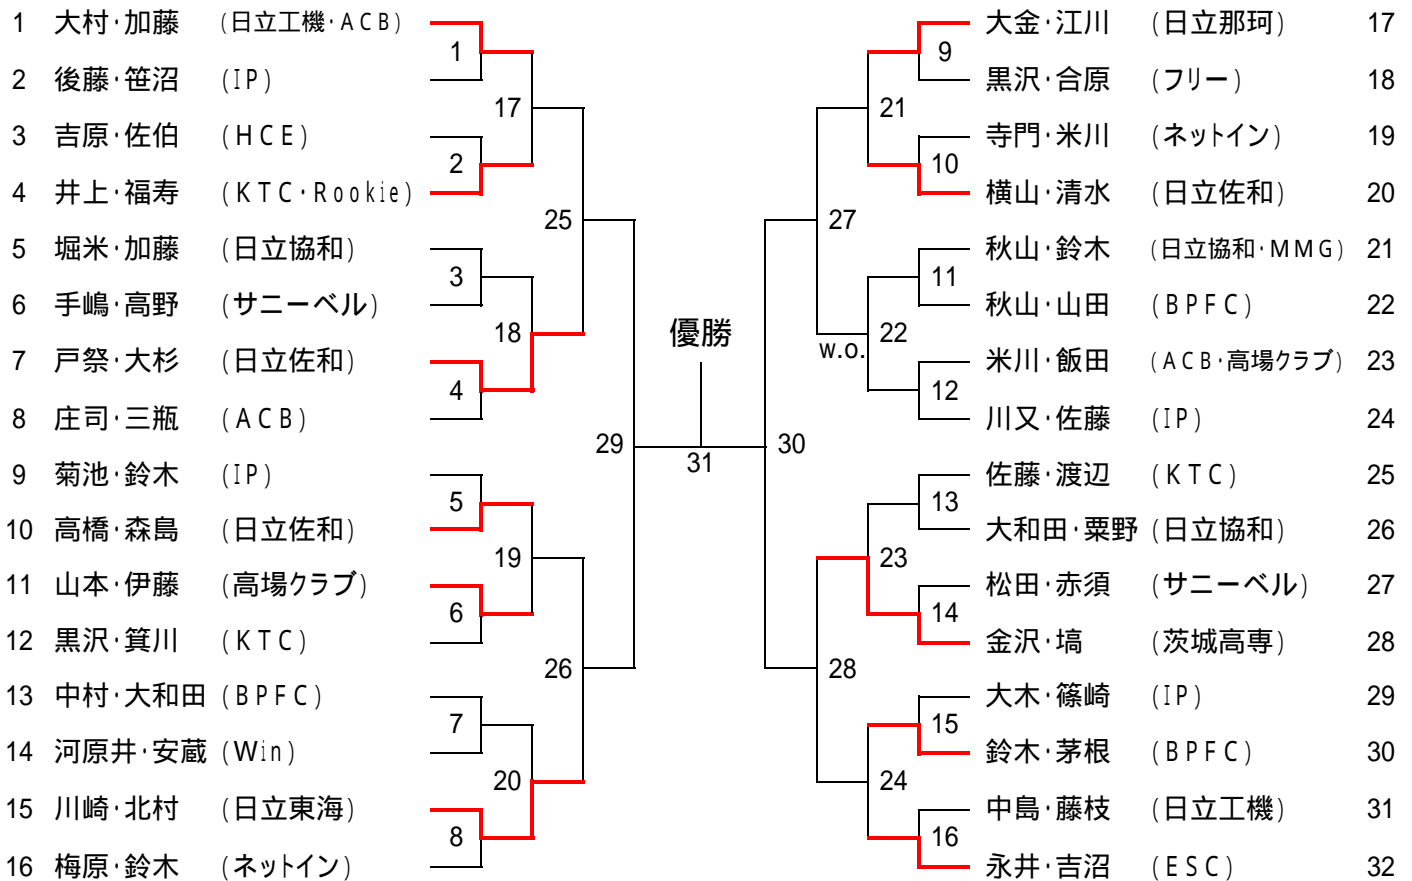 1 大村・加藤 (日立工機・ACB)
2 後藤・笹沼 (IP)
3 吉原・佐伯 (HCE)
4 井上・福寿 (KTC・Rookie)
5 堀米・加藤 (日立協和)
6 手嶋・高野 (サニーベル)
7 戸祭・大杉 (日立佐和)
8 庄司・三瓶 (ACB)
9 菊池・鈴木 (IP)
10 高橋・森島 (日立佐和)
11 山本・伊藤 (高場クラブ)
12 黒沢・箕川 (KTC)
13 中村・大和田 (BPFC)
14 河原井・安蔵 (Win)
15 川崎・北村 (日立東海)
16 梅原・鈴木 (ネットイン)
1
2
3
4
5
6
7
8
17
18
19
20
25
26
29
優勝
31
30
27
28
21
22
w.o.
23
24
9
10
11
12
13
14
15
16
大金・江川 (日立那珂) 17
黒沢・合原 (フリー) 18
寺門・米川 (ネットイン) 19
横山・清水 (日立佐和) 20
秋山・鈴木 (日立協和・MMG) 21
秋山・山田 (BPFC) 22
米川・飯田 (ACB・高場クラブ) 23
川又・佐藤 (IP) 24
佐藤・渡辺 (KTC) 25
大和田・粟野 (日立協和) 26
松田・赤須 (サニーベル) 27
金沢・塙 (茨城高専) 28
大木・篠崎 (IP) 29
鈴木・茅根 (BPFC) 30
中島・藤枝 (日立工機) 31
永井・吉沼 (ESC) 32